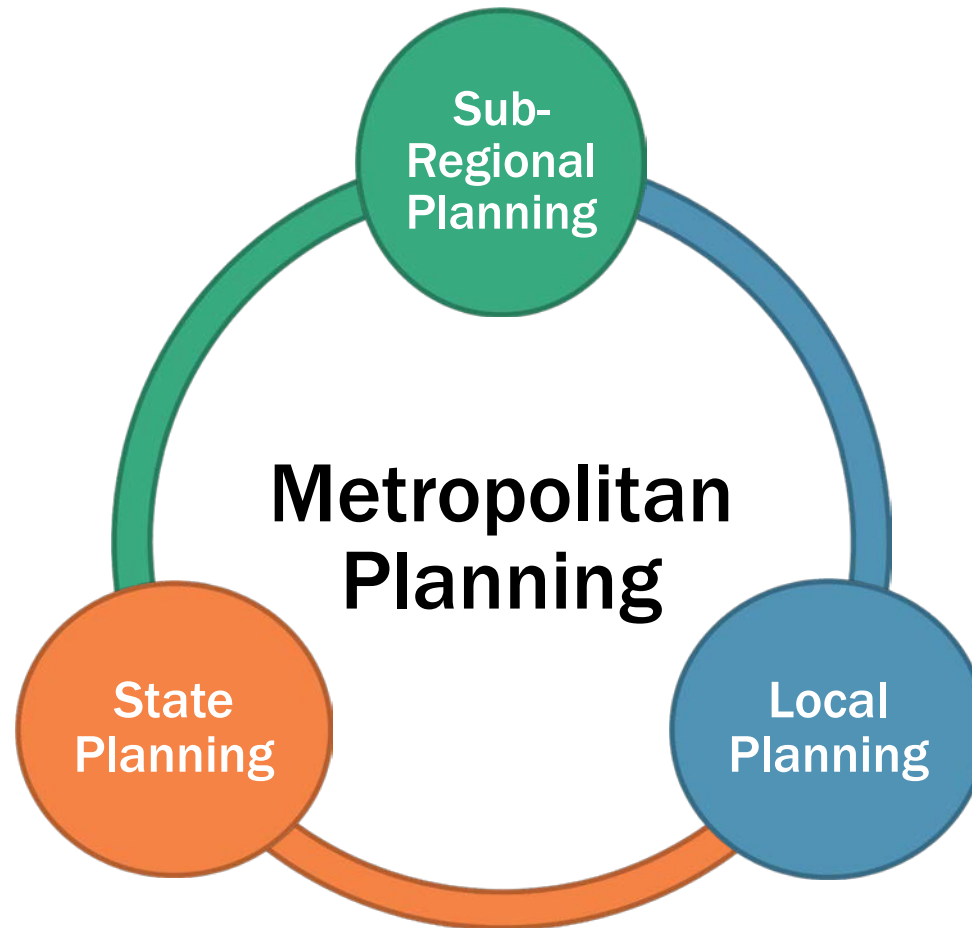 Sub-
Regional
Planning
Metropolitan
Planning
State
Planning
Local
Planning